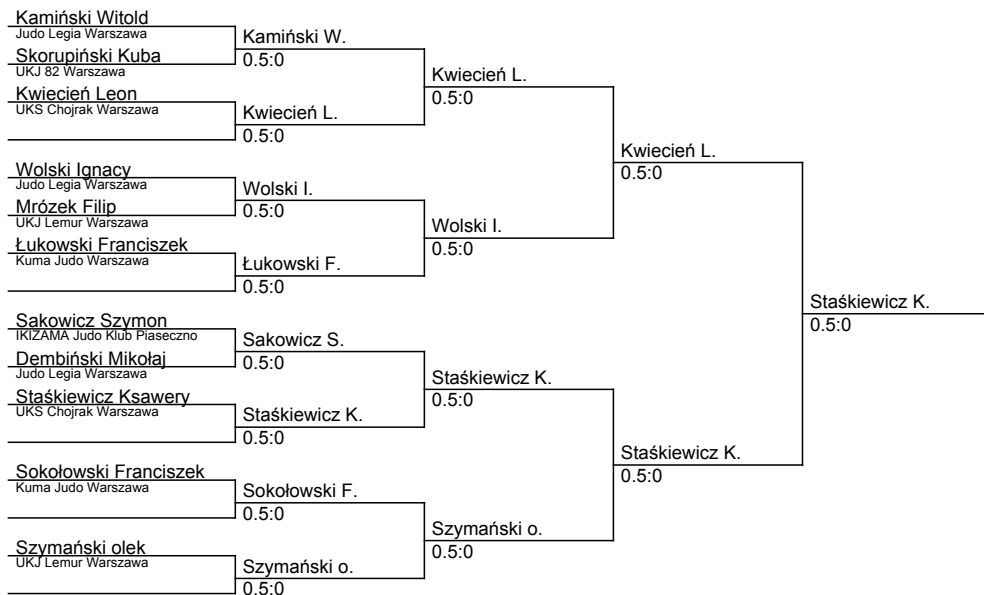 Kamiński Witold
Judo Legia Warszawa
Skorupiński Kuba
UKJ 82 Warszawa
Kwiecień Leon
UKS Chojrak Warszawa
Wolski Ignacy
Judo Legia Warszawa
Mrózek Filip
UKJ Lemur Warszawa
Łukowski Franciszek
Kuma Judo Warszawa
Sakowicz Szymon
IKIZAMA Judo Klub Piaseczno
Dembiński Mikołaj
Judo Legia Warszawa
Staśkiewicz Ksawery
UKS Chojrak Warszawa
Sokołowski Franciszek
Kuma Judo Warszawa
Szymański olek
UKJ Lemur Warszawa
Kamiński W.
0.5:0
Kwiecień L.
0.5:0
Wolski I.
0.5:0
Łukowski F.
0.5:0
Sakowicz S.
0.5:0
Staśkiewicz K.
0.5:0
Sokołowski F.
0.5:0
Szymański o.
0.5:0
Kwiecień L.
0.5:0
Wolski I.
0.5:0
Staśkiewicz K.
0.5:0
Szymański o.
0.5:0
Kwiecień L.
0.5:0
Staśkiewicz K.
0.5:0
Staśkiewicz K.
0.5:0